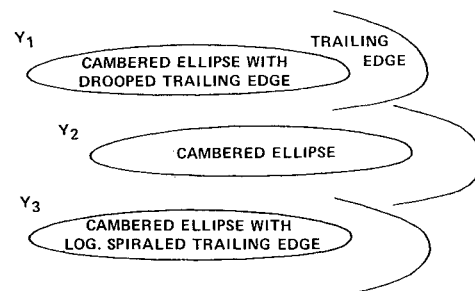 Y1
CAMBERED ELLIPSE WITH
DROOPED TRAILING EDGE
TRAILING
EDGE
Y2
CAMBERED ELLIPSE
Y3
CAMBERED ELLIPSE WITH
LOG. SPIRALED TRAILING EDGE